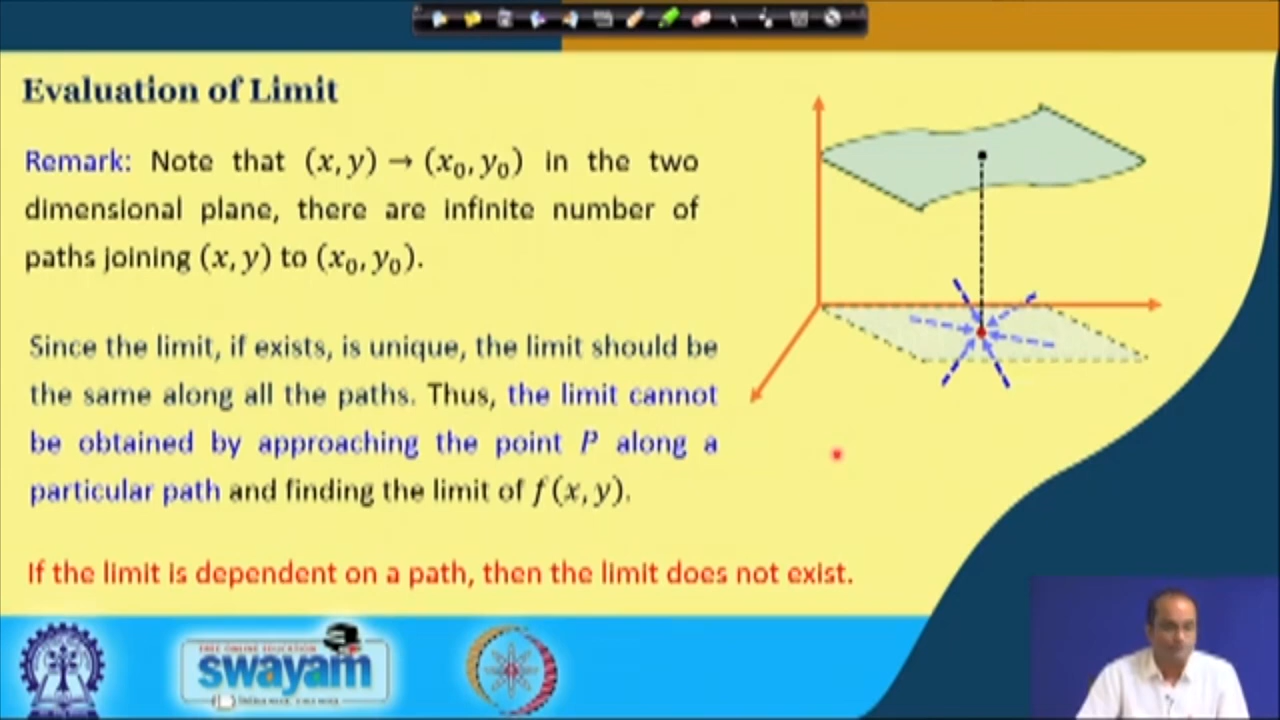 Evaluation of Limit
Remark: Note that (x, y) → (x₀, y₀) in the two
dimensional plane, there are infinite number of
paths joining (x, y) to (x₀, y₀).
Since the limit, if exists, is unique, the limit should be
the same along all the paths. Thus, the limit cannot
be obtained by approaching the point P along a
particular path and finding the limit of f(x, y).
If the limit is dependent on a path, then the limit does not exist.
FREE ONLINE EDUCATION
swayam